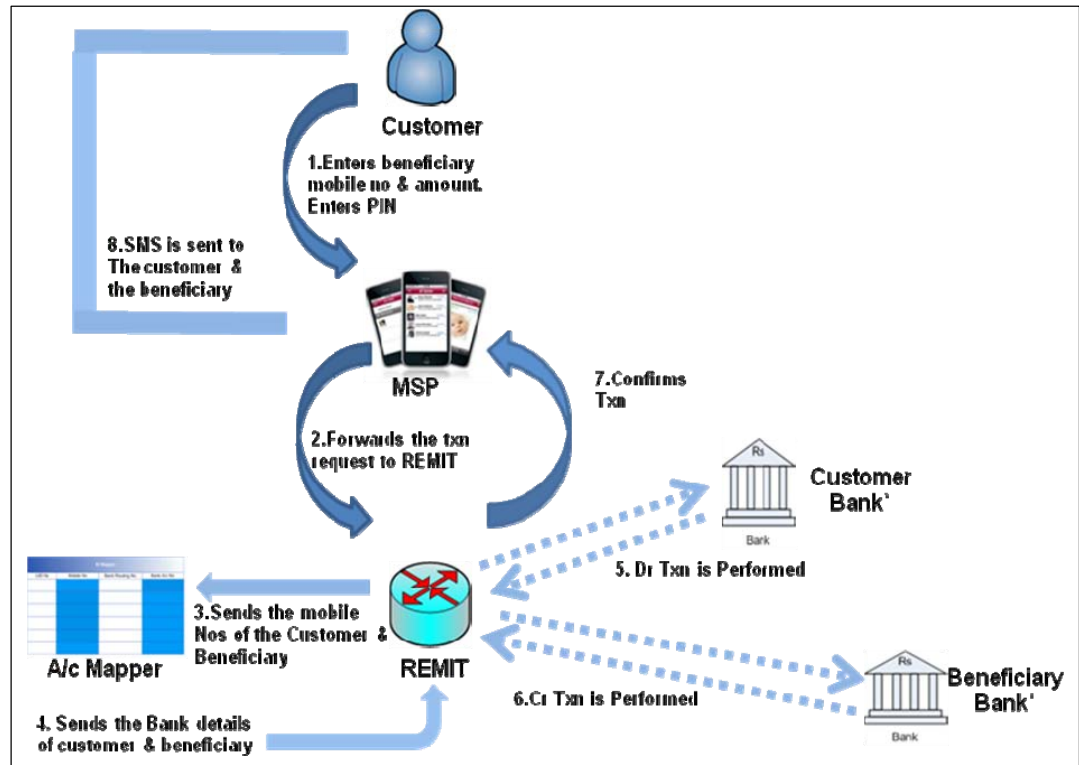 Customer
1.Enters beneficiary
mobile no & amount.
Enters PIN
8.SMS is sent to
The customer &
the beneficiary
MSP
7.Confirms
Txn
2.Forwards the txn
request to REMIT
Rs
Customer
Bank'
Bank
5. Dr Txn is Performed
3.Sends the mobile
Nos of the Customer &
Beneficiary
A/c Mapper
REMIT
Rs
Beneficiary
Bank'
Bank
6.Cr Txn is Performed
4. Sends the Bank details
of customer & beneficiary